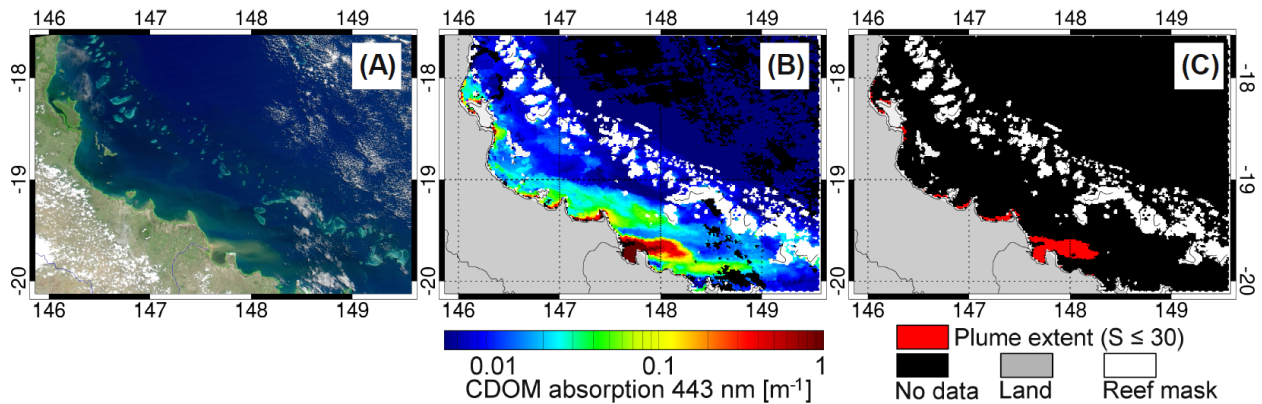 146 147 148 149 146 147 148 149 146 147 148 149
(A) (B) (C)
-18 -18
-19 -19
-20 -20 -20
146 147 148 149 146 147 148 149 146 147 148 149
0.01 0.1 1
CDOM absorption 443 nm [m⁻¹]
Plume extent (S ≤ 30)
No data Land Reef mask